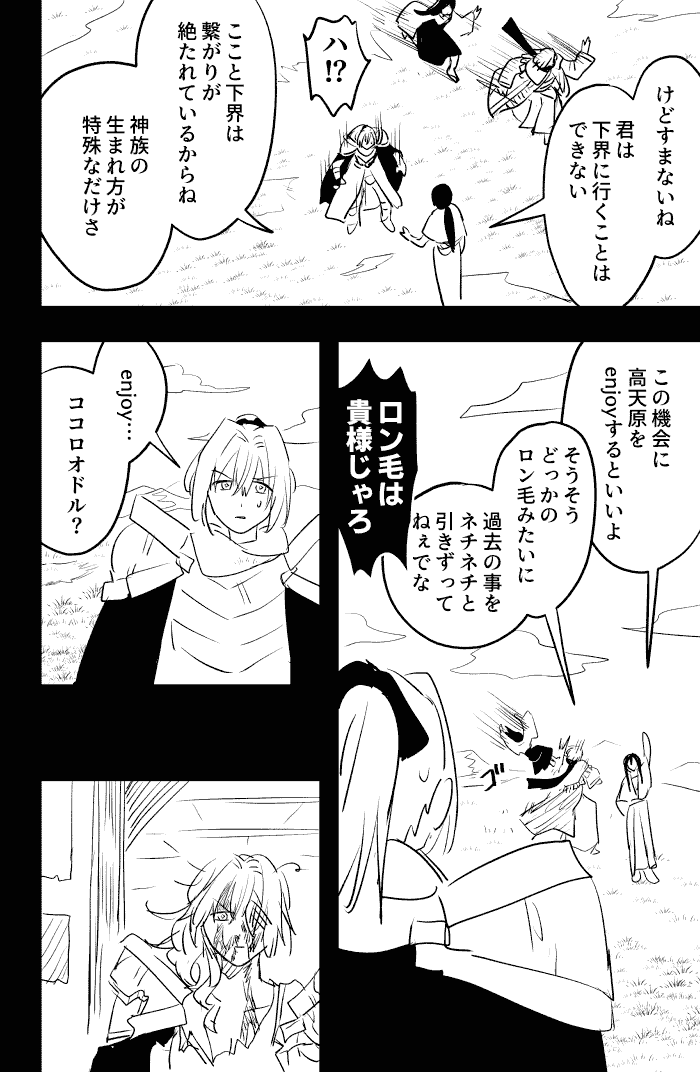 けどすまないね
君は
下界に行くことは
できない
ハ!?
ここと下界は
繋がりが
絶たれているからね
神族の
生まれ方が
特殊なだけさ
この機会に
高天原を
enjoyするといいよ
そうそう
どっかの
ロン毛みたいに
過去の事を
ネチネチと
引きずって
ねぇでな
ロン毛は
貴様じゃろ
ズ゛
enjoy…
ココロオドル?